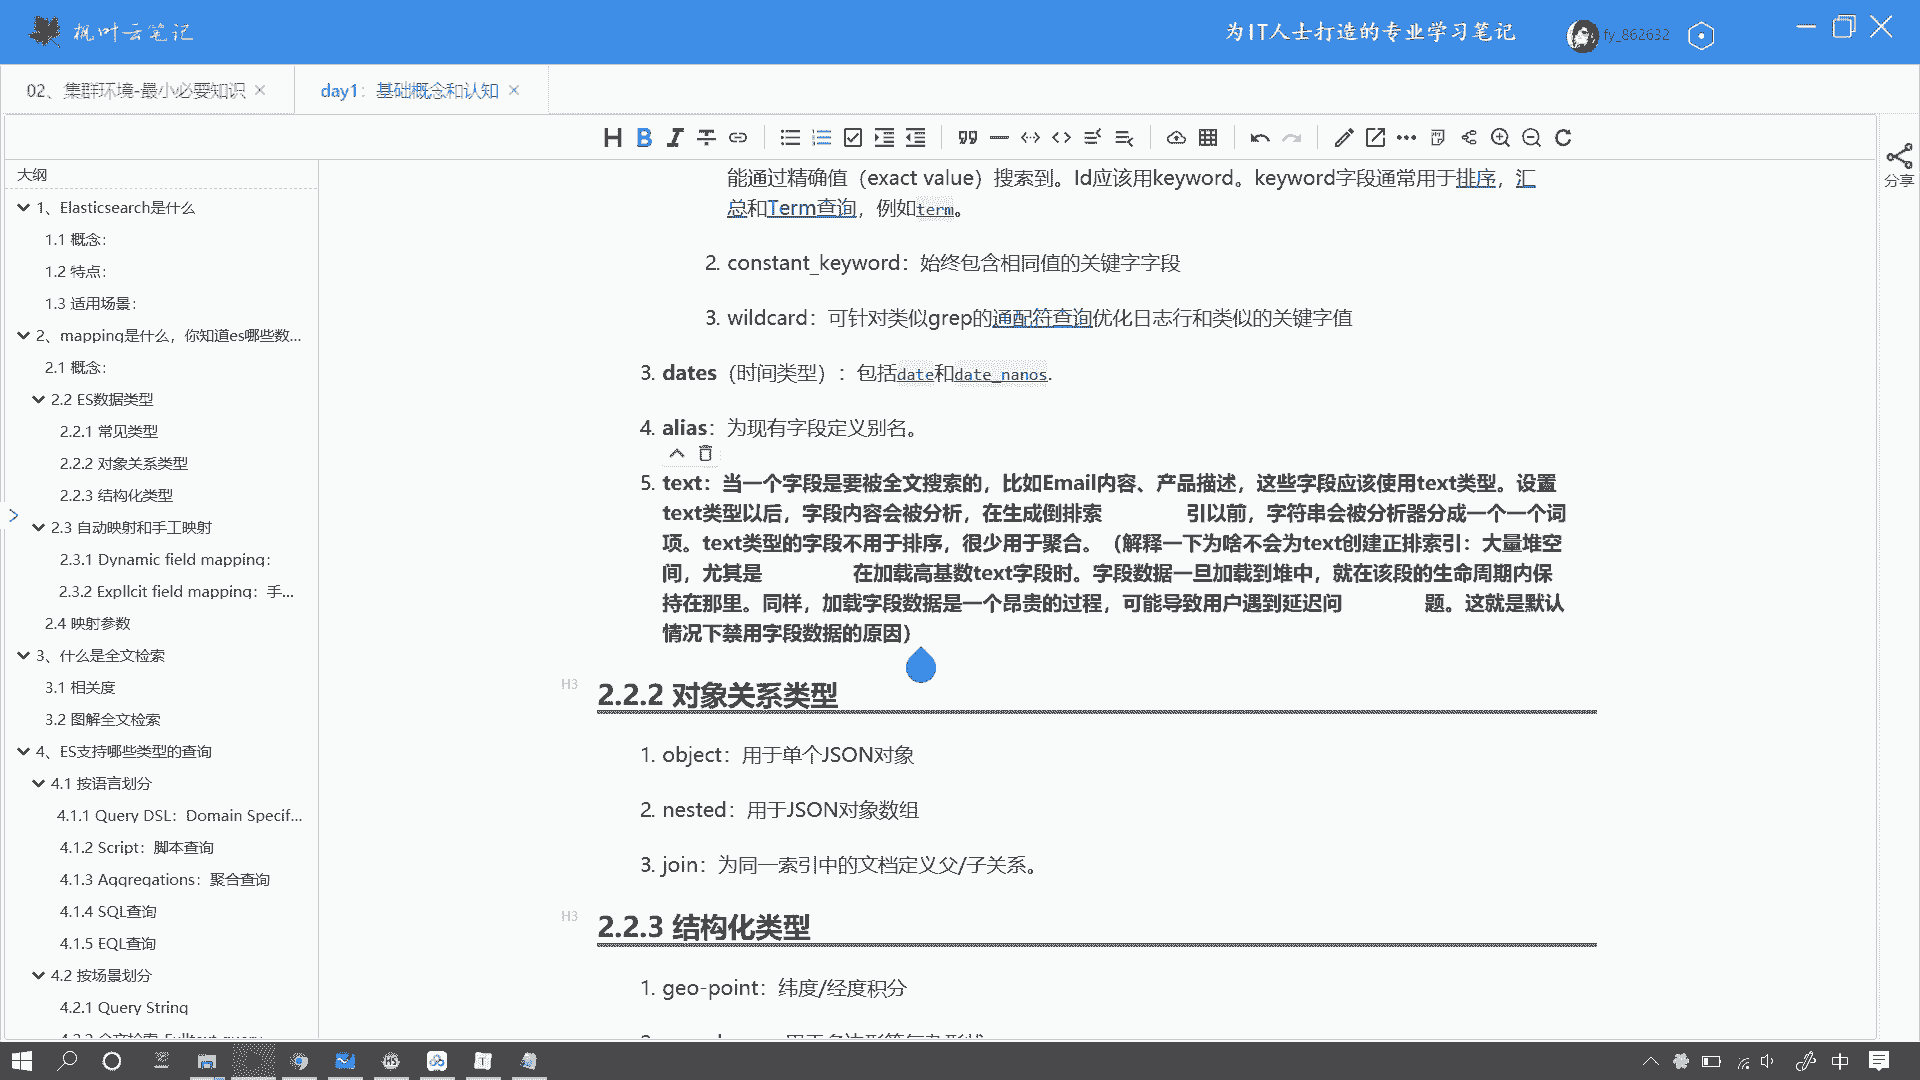 枫叶云笔记
为IT人士打造的专业学习笔记
fy_862632
02、集群环境-最小必要知识
day1：基础概念和认知
分享
大纲
1、Elasticsearch是什么
1.1 概念：
1.2 特点：
1.3 适用场景：
2、mapping是什么，你知道es哪些数...
2.1 概念：
2.2 ES数据类型
2.2.1 常见类型
2.2.2 对象关系类型
2.2.3 结构化类型
2.3 自动映射和手工映射
2.3.1 Dynamic field mapping：
2.3.2 Expllcit field mapping：手...
2.4 映射参数
3、什么是全文检索
3.1 相关度
3.2 图解全文检索
4、ES支持哪些类型的查询
4.1 按语言划分
4.1.1 Query DSL：Domain Specif...
4.1.2 Script：脚本查询
4.1.3 Aggregations：聚合查询
4.1.4 SQL查询
4.1.5 EQL查询
4.2 按场景划分
4.2.1 Query String
能通过精确值（exact value）搜索到。Id应该用keyword。keyword字段通常用于排序，汇
总和Term查询，例如term。
2. constant_keyword：始终包含相同值的关键字字段
3. wildcard：可针对类似grep的通配符查询优化日志行和类似的关键字值
3. dates（时间类型）：包括date和date_nanos.
4. alias：为现有字段定义别名。
5. text：当一个字段是要被全文搜索的，比如Email内容、产品描述，这些字段应该使用text类型。设置
text类型以后，字段内容会被分析，在生成倒排索 引以前，字符串会被分析器分成一个一个词
项。text类型的字段不用于排序，很少用于聚合。（解释一下为啥不会为text创建正排索引：大量堆空
间，尤其是 在加载高基数text字段时。字段数据一旦加载到堆中，就在该段的生命周期内保
持在那里。同样，加载字段数据是一个昂贵的过程，可能导致用户遇到延迟问 题。这就是默认
情况下禁用字段数据的原因）
H3
2.2.2 对象关系类型
1. object：用于单个JSON对象
2. nested：用于JSON对象数组
3. join：为同一索引中的文档定义父/子关系。
H3
2.2.3 结构化类型
1. geo-point：纬度/经度积分
中